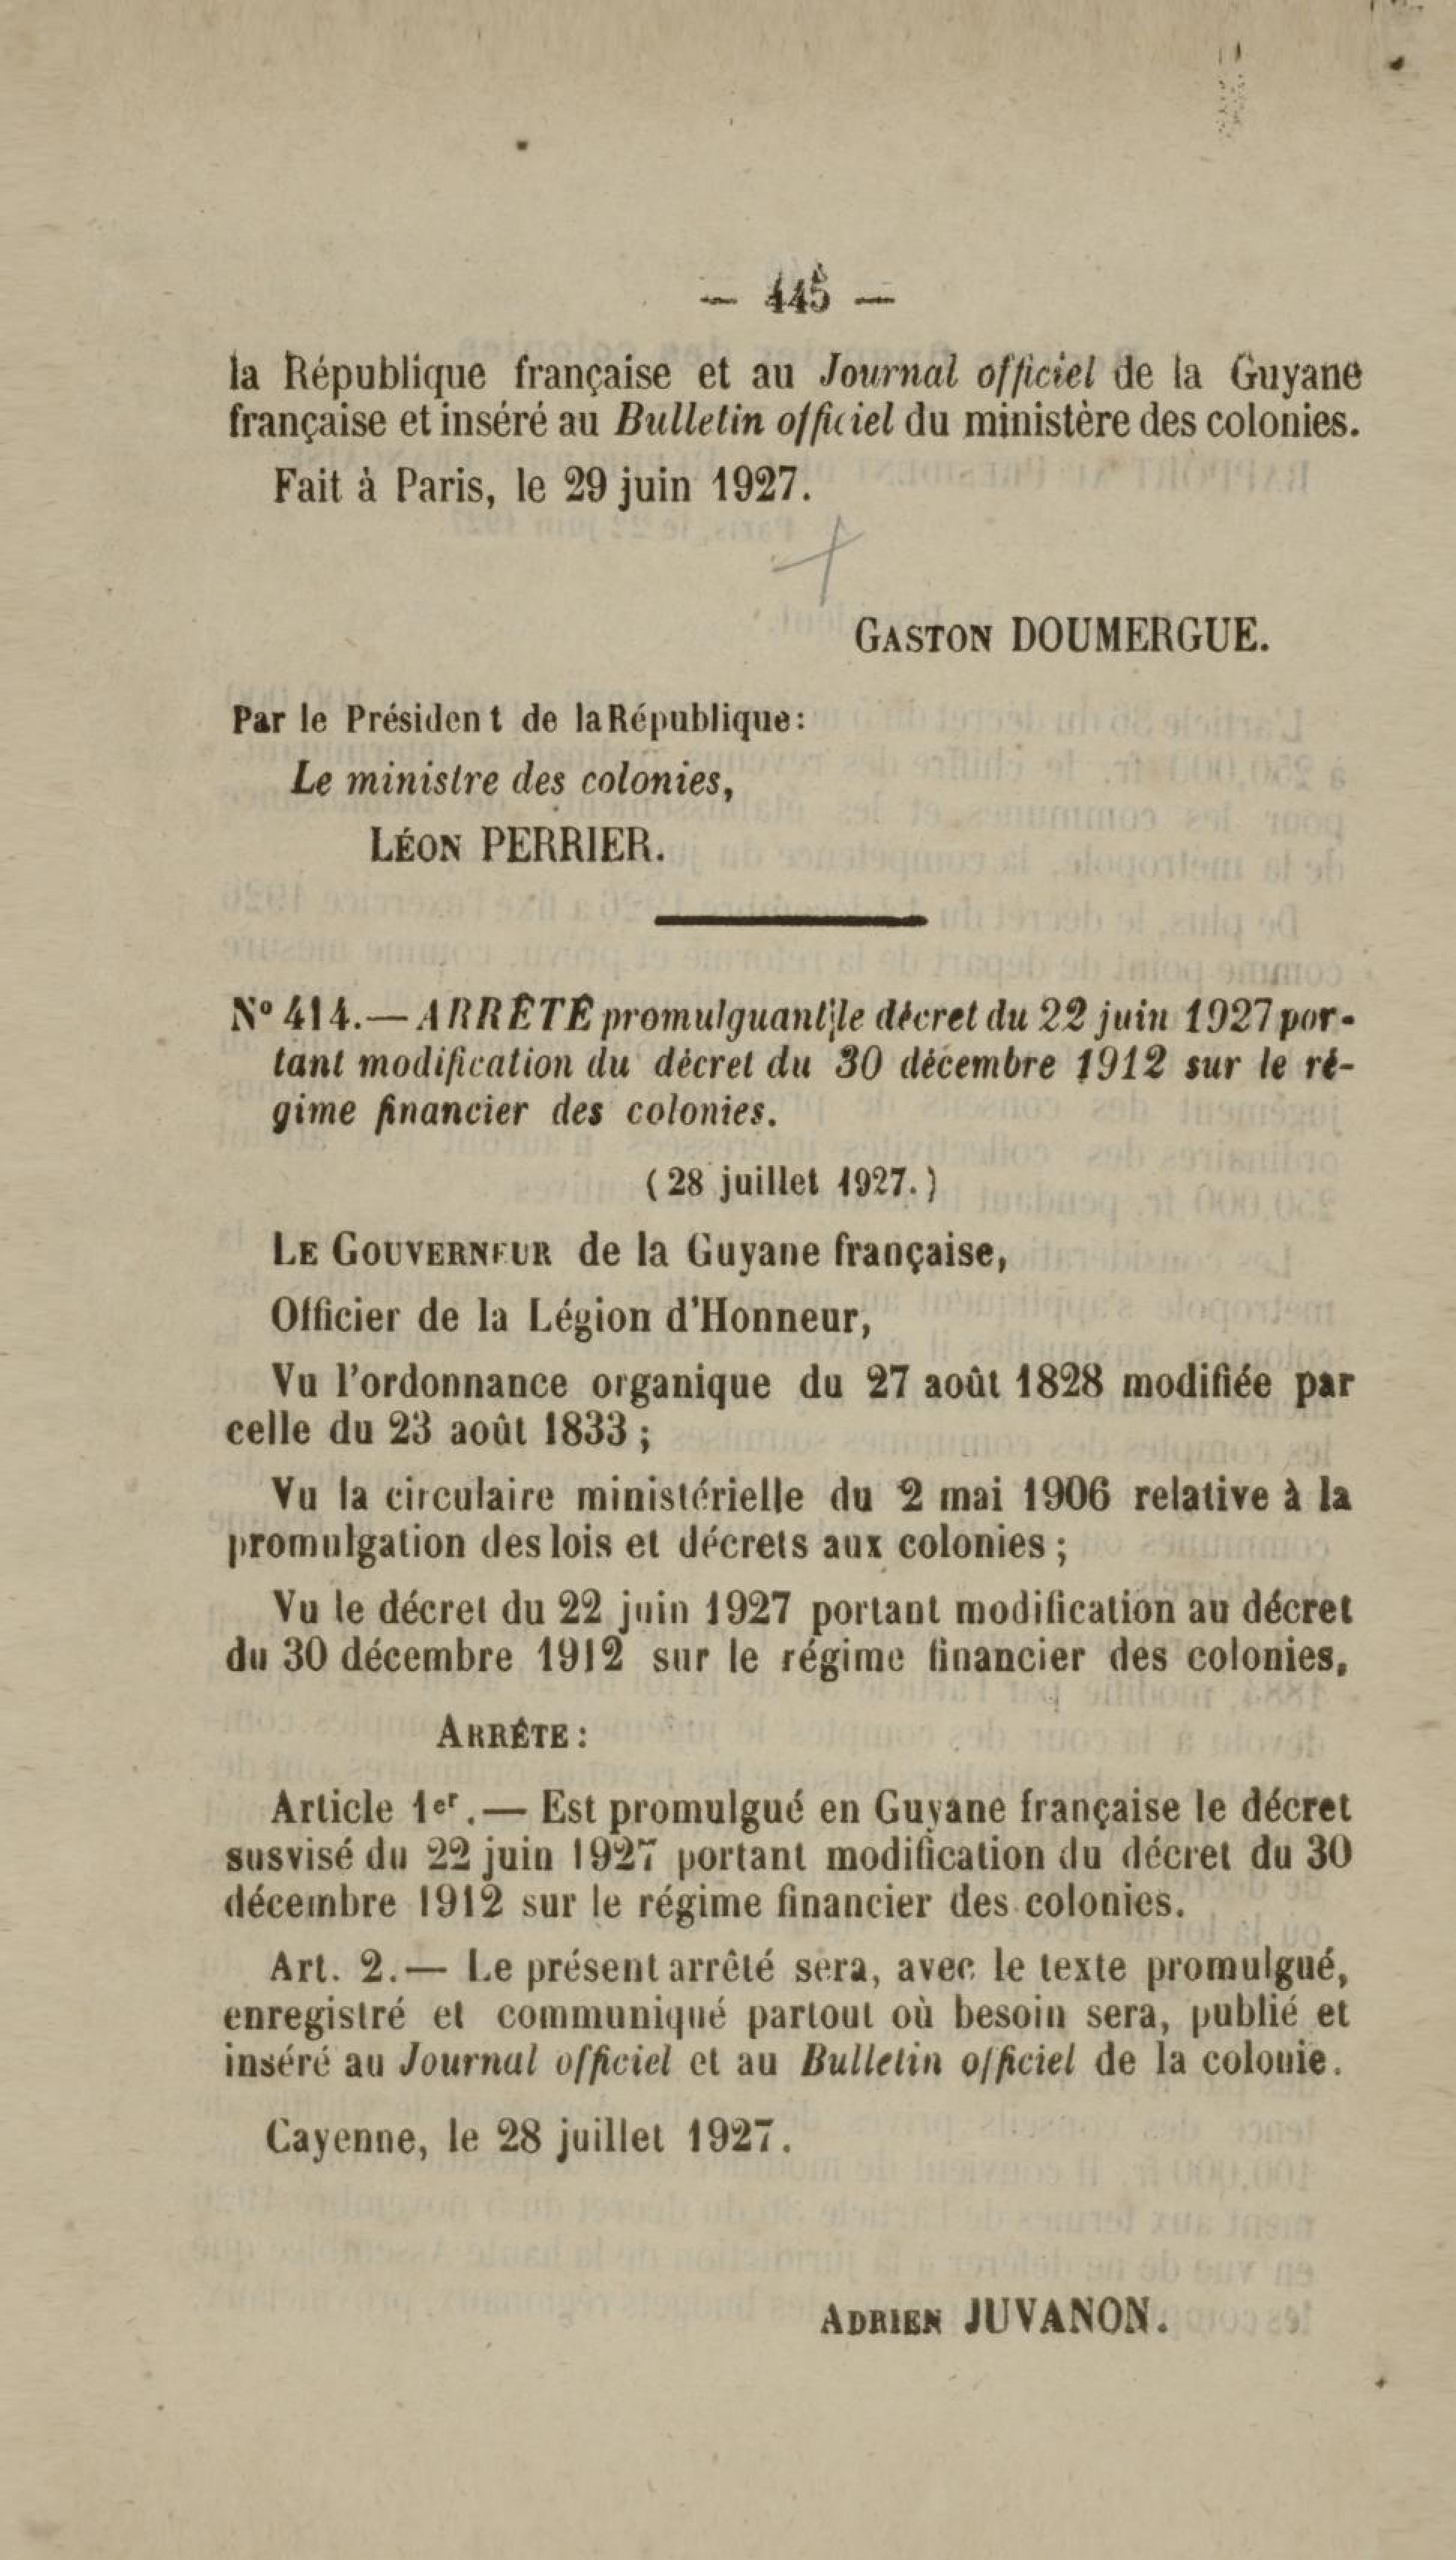 — 445 —
la République française et au Journal officiel de la Guyane
française et inséré au Bulletin officiel du ministère des colonies.
Fait à Paris, le 29 juin 1927.
GASTON DOUMERGUE.
Par le Président de la République:
Le ministre des colonies,
LÉON PERRIER.
Nº 414.— ARRÊTÉ promulguant le décret du 22 juin 1927 por-
tant modification du décret du 30 décembre 1912 sur le ré-
gime financier des colonies.
(28 juillet 1927.)
LE GOUVERNEUR de la Guyane française,
Officier de la Légion d'Honneur,
Vu l'ordonnance organique du 27 août 1828 modifiée par
celle du 23 août 1833 ;
Vu la circulaire ministérielle du 2 mai 1906 relative à la
promulgation des lois et décrets aux colonies ;
Vu le décret du 22 juin 1927 portant modification au décret
du 30 décembre 1912 sur le régime financier des colonies,
ARRÊTE :
Article 1er.— Est promulgué en Guyane française le décret
susvisé du 22 juin 1927 portant modification du décret du 30
décembre 1912 sur le régime financier des colonies.
Art. 2.— Le présent arrêté sera, avec le texte promulgué,
enregistré et communiqué partout où besoin sera, publié et
inséré au Journal officiel et au Bulletin officiel de la colonie.
Cayenne, le 28 juillet 1927.
ADRIEN JUVANON.